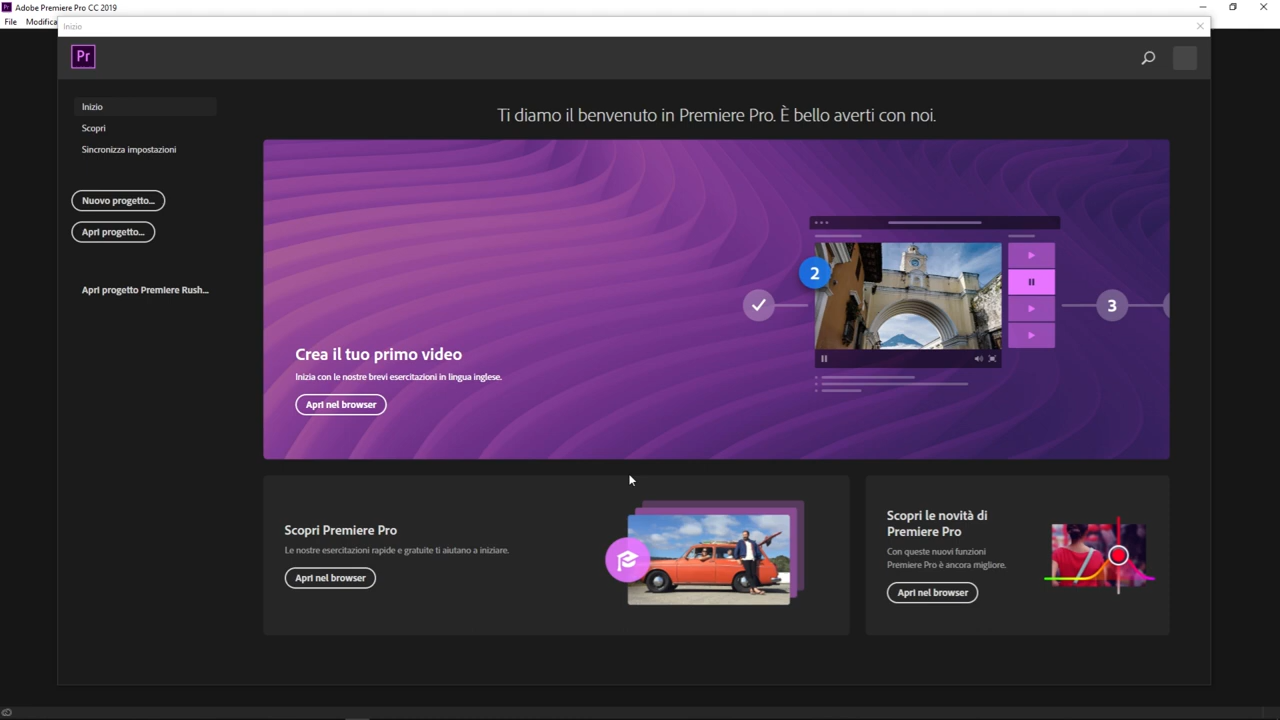 Adobe Premiere Pro CC 2019
File Modifica
Inizio
Pr
Inizio
Scopri
Sincronizza impostazioni
Nuovo progetto...
Apri progetto...
Apri progetto Premiere Rush...
Ti diamo il benvenuto in Premiere Pro. È bello averti con noi.
2
3
Crea il tuo primo video
Inizia con le nostre brevi esercitazioni in lingua inglese.
Apri nel browser
Scopri Premiere Pro
Le nostre esercitazioni rapide e gratuite ti aiutano a iniziare.
Apri nel browser
Scopri le novità di
Premiere Pro
Con queste nuovi funzioni
Premiere Pro è ancora migliore.
Apri nel browser